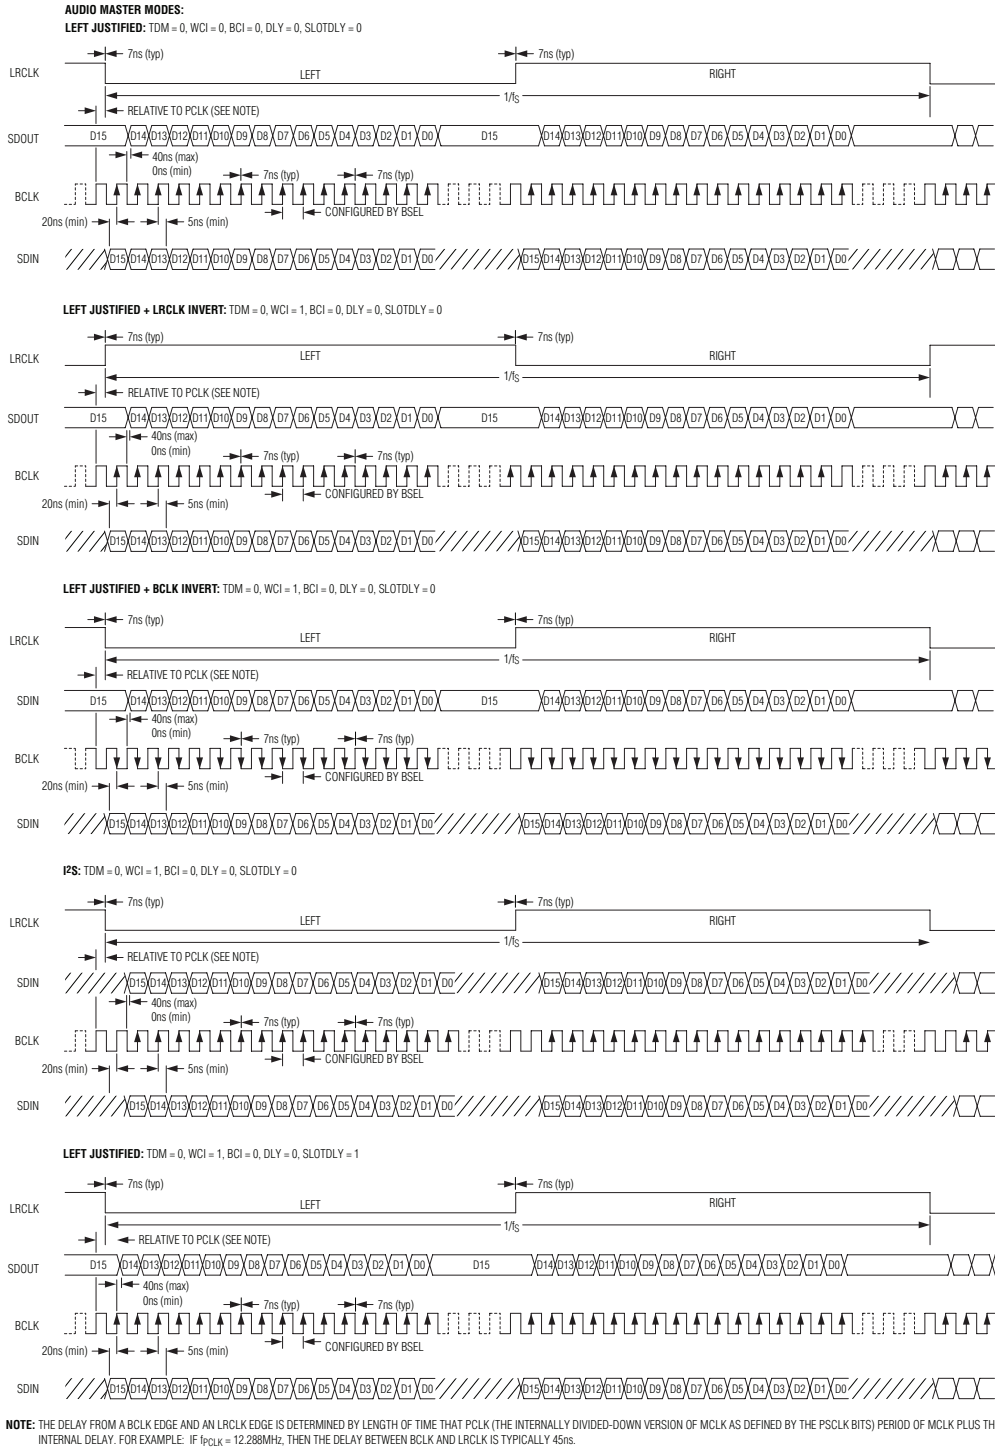 AUDIO MASTER MODES:
LEFT JUSTIFIED: TDM = 0, WCI = 0, BCI = 0, DLY = 0, SLOTDLY = 0
7ns (typ) 7ns (typ)
LRCLK LEFT RIGHT
1/fS
RELATIVE TO PCLK (SEE NOTE)
SDOUT D15 D14 D13 D12 D11 D10 D9 D8 D7 D6 D5 D4 D3 D2 D1 D0 D15 D14 D13 D12 D11 D10 D9 D8 D7 D6 D5 D4 D3 D2 D1 D0
40ns (max)
0ns (min) 7ns (typ) 7ns (typ)
BCLK
CONFIGURED BY BSEL
20ns (min) 5ns (min)
SDIN D15 D14 D13 D12 D11 D10 D9 D8 D7 D6 D5 D4 D3 D2 D1 D0 D15 D14 D13 D12 D11 D10 D9 D8 D7 D6 D5 D4 D3 D2 D1 D0
LEFT JUSTIFIED + LRCLK INVERT: TDM = 0, WCI = 1, BCI = 0, DLY = 0, SLOTDLY = 0
7ns (typ) 7ns (typ)
LRCLK LEFT RIGHT
1/fS
RELATIVE TO PCLK (SEE NOTE)
SDOUT D15 D14 D13 D12 D11 D10 D9 D8 D7 D6 D5 D4 D3 D2 D1 D0 D15 D14 D13 D12 D11 D10 D9 D8 D7 D6 D5 D4 D3 D2 D1 D0
40ns (max)
0ns (min) 7ns (typ) 7ns (typ)
BCLK
CONFIGURED BY BSEL
20ns (min) 5ns (min)
SDIN D15 D14 D13 D12 D11 D10 D9 D8 D7 D6 D5 D4 D3 D2 D1 D0 D15 D14 D13 D12 D11 D10 D9 D8 D7 D6 D5 D4 D3 D2 D1 D0
LEFT JUSTIFIED + BCLK INVERT: TDM = 0, WCI = 1, BCI = 0, DLY = 0, SLOTDLY = 0
7ns (typ) 7ns (typ)
LRCLK LEFT RIGHT
1/fS
RELATIVE TO PCLK (SEE NOTE)
SDIN D15 D14 D13 D12 D11 D10 D9 D8 D7 D6 D5 D4 D3 D2 D1 D0 D15 D14 D13 D12 D11 D10 D9 D8 D7 D6 D5 D4 D3 D2 D1 D0
40ns (max)
0ns (min) 7ns (typ) 7ns (typ)
BCLK
CONFIGURED BY BSEL
20ns (min) 5ns (min)
SDIN D15 D14 D13 D12 D11 D10 D9 D8 D7 D6 D5 D4 D3 D2 D1 D0 D15 D14 D13 D12 D11 D10 D9 D8 D7 D6 D5 D4 D3 D2 D1 D0
I2S: TDM = 0, WCI = 1, BCI = 0, DLY = 0, SLOTDLY = 0
7ns (typ) 7ns (typ)
LRCLK LEFT RIGHT
1/fS
RELATIVE TO PCLK (SEE NOTE)
SDIN D15 D14 D13 D12 D11 D10 D9 D8 D7 D6 D5 D4 D3 D2 D1 D0 D15 D14 D13 D12 D11 D10 D9 D8 D7 D6 D5 D4 D3 D2 D1 D0
40ns (max)
0ns (min) 7ns (typ) 7ns (typ)
BCLK
CONFIGURED BY BSEL
20ns (min) 5ns (min)
SDIN D15 D14 D13 D12 D11 D10 D9 D8 D7 D6 D5 D4 D3 D2 D1 D0 D15 D14 D13 D12 D11 D10 D9 D8 D7 D6 D5 D4 D3 D2 D1 D0
LEFT JUSTIFIED: TDM = 0, WCI = 1, BCI = 0, DLY = 0, SLOTDLY = 1
7ns (typ) 7ns (typ)
LRCLK LEFT RIGHT
1/fS
RELATIVE TO PCLK (SEE NOTE)
SDOUT D15 D14 D13 D12 D11 D10 D9 D8 D7 D6 D5 D4 D3 D2 D1 D0 D15 D14 D13 D12 D11 D10 D9 D8 D7 D6 D5 D4 D3 D2 D1 D0
40ns (max)
0ns (min) 7ns (typ) 7ns (typ)
BCLK
CONFIGURED BY BSEL
20ns (min) 5ns (min)
SDIN D15 D14 D13 D12 D11 D10 D9 D8 D7 D6 D5 D4 D3 D2 D1 D0 D15 D14 D13 D12 D11 D10 D9 D8 D7 D6 D5 D4 D3 D2 D1 D0
NOTE: THE DELAY FROM A BCLK EDGE AND AN LRCLK EDGE IS DETERMINED BY LENGTH OF TIME THAT PCLK (THE INTERNALLY DIVIDED-DOWN VERSION OF MCLK AS DEFINED BY THE PSCLK BITS) PERIOD OF MCLK PLUS TH
INTERNAL DELAY. FOR EXAMPLE: IF fPCLK = 12.288MHz, THEN THE DELAY BETWEEN BCLK AND LRCLK IS TYPICALLY 45ns.